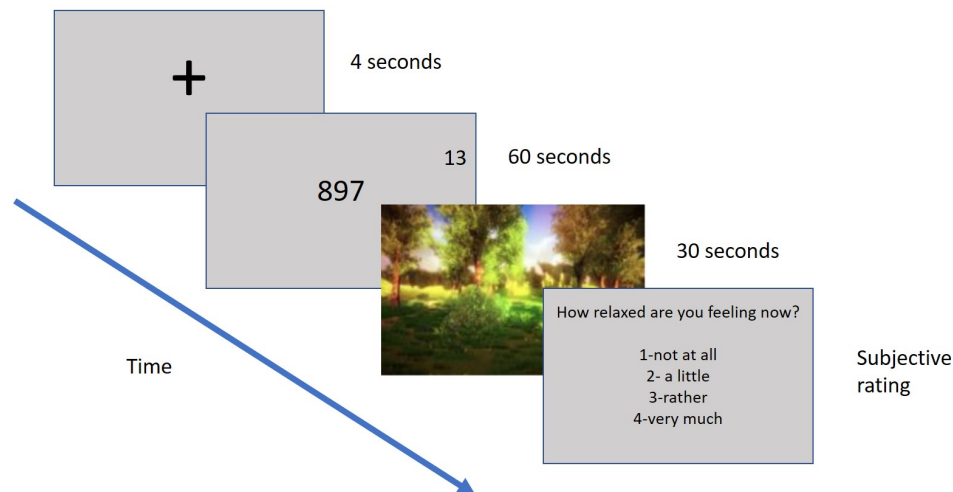 +
4 seconds
13
60 seconds
897
30 seconds
How relaxed are you feeling now?
1-not at all
2- a little
3-rather
4-very much
Subjective
rating
Time